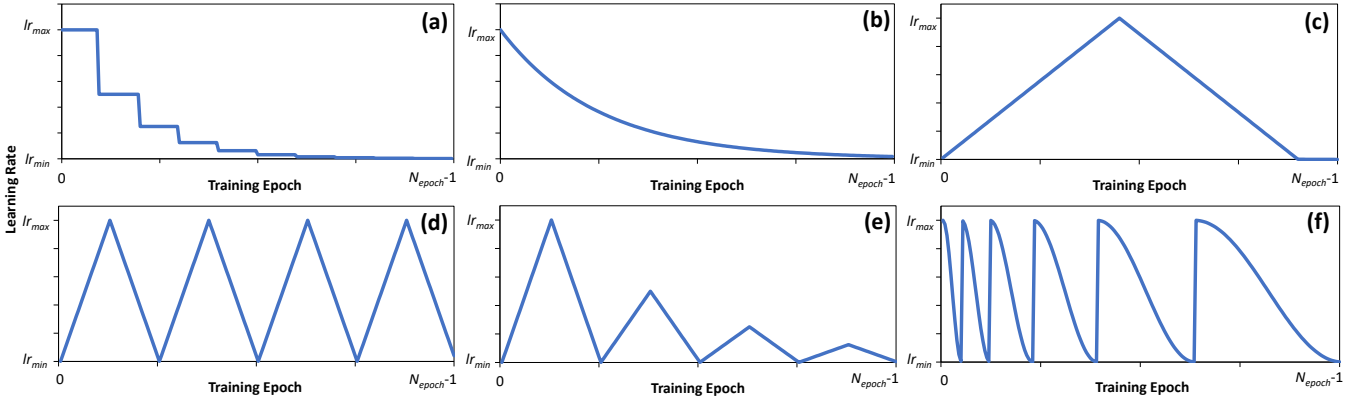 (a)
lr_max
lr_min
0
N_epoch-1
Training Epoch
(b)
lr_max
lr_min
0
N_epoch-1
Training Epoch
(c)
lr_max
lr_min
0
N_epoch-1
Training Epoch
Learning Rate
(d)
lr_max
lr_min
0
N_epoch-1
Training Epoch
(e)
lr_max
lr_min
0
N_epoch-1
Training Epoch
(f)
lr_max
lr_min
0
N_epoch-1
Training Epoch